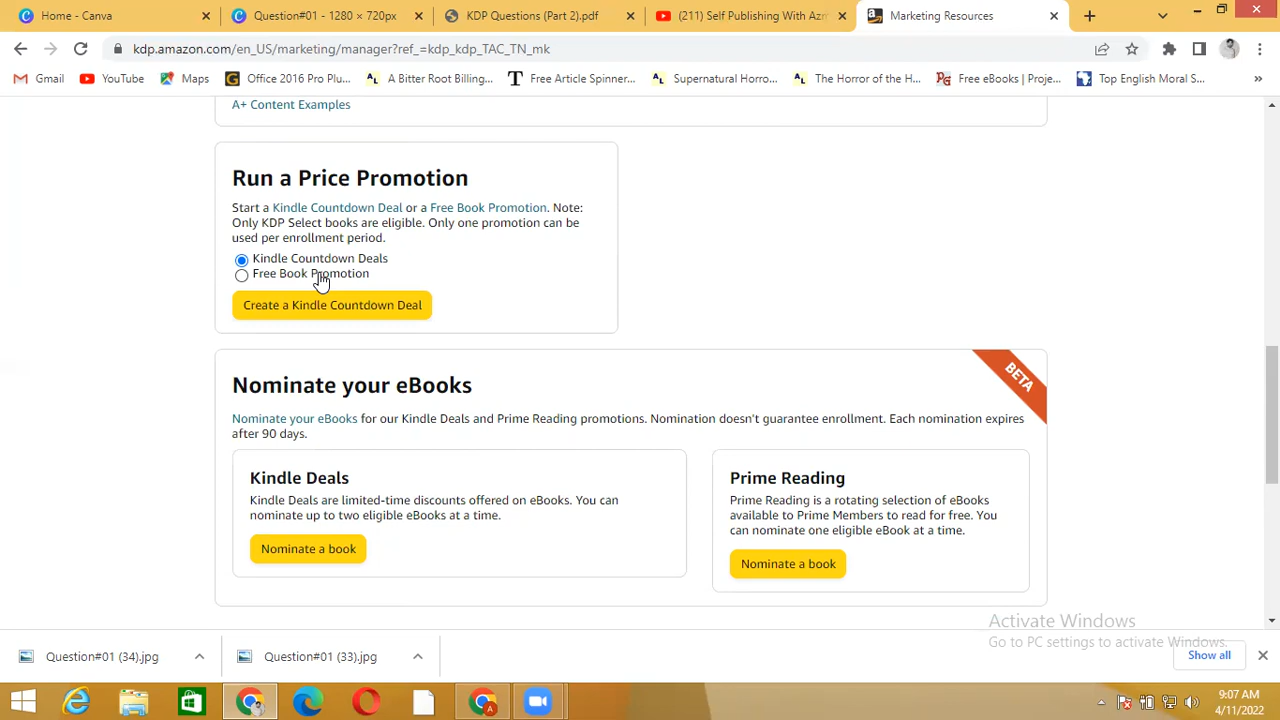 Home - Canva
Question#01 - 1280 × 720px
KDP Questions (Part 2).pdf
(211) Self Publishing With Azm
Marketing Resources
kdp.amazon.com/en_US/marketing/manager?ref_=kdp_kdp_TAC_TN_mk
Gmail
YouTube
Maps
Office 2016 Pro Plu...
A Bitter Root Billing...
Free Article Spinner...
Supernatural Horro...
The Horror of the H...
Free eBooks | Proje...
Top English Moral S...
»
A+ Content Examples
Run a Price Promotion
Start a Kindle Countdown Deal or a Free Book Promotion. Note:
Only KDP Select books are eligible. Only one promotion can be
used per enrollment period.
Kindle Countdown Deals
Free Book Promotion
Create a Kindle Countdown Deal
BETA
Nominate your eBooks
Nominate your eBooks for our Kindle Deals and Prime Reading promotions. Nomination doesn't guarantee enrollment. Each nomination expires
after 90 days.
Kindle Deals
Kindle Deals are limited-time discounts offered on eBooks. You can
nominate up to two eligible eBooks at a time.
Nominate a book
Prime Reading
Prime Reading is a rotating selection of eBooks
available to Prime Members to read for free. You
can nominate one eligible eBook at a time.
Nominate a book
Activate Windows
Go to PC settings to activate Windows.
Question#01 (34).jpg
Question#01 (33).jpg
Show all
9:07 AM
4/11/2022